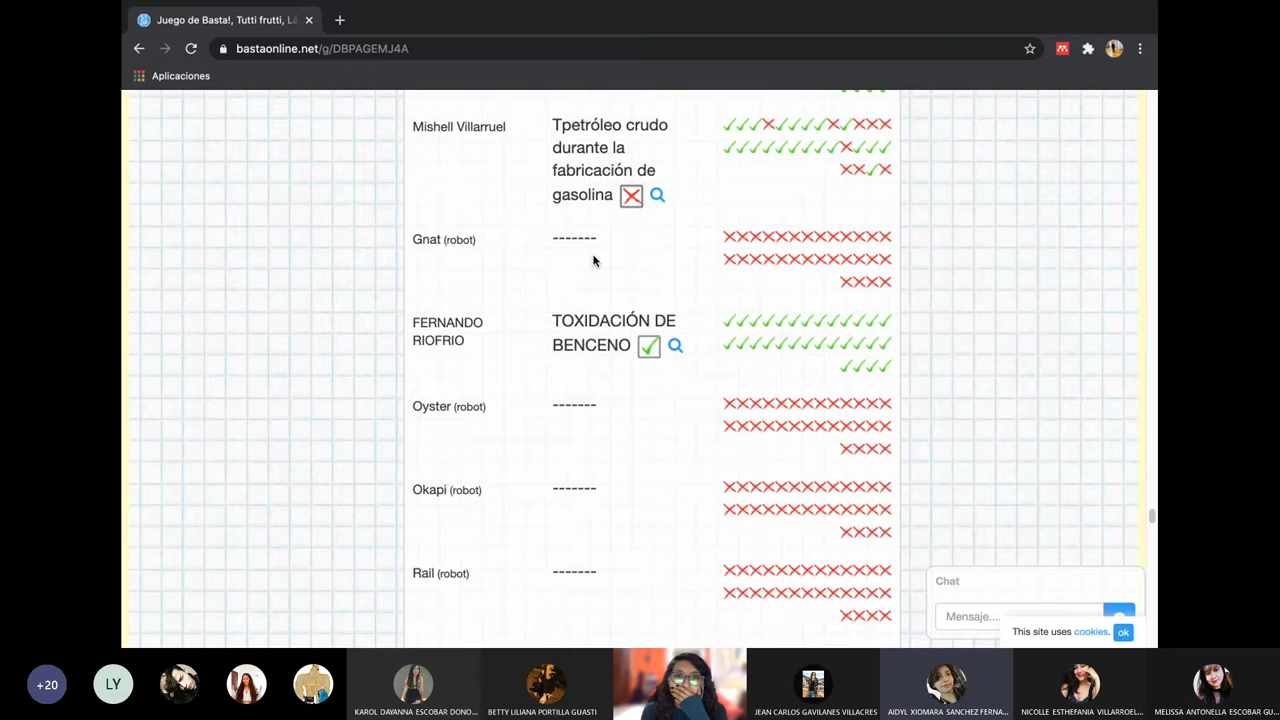 Juego de Basta!, Tutti frutti, Lá
bastaonline.net/g/DBPAGEMJ4A
Aplicaciones
Mishell Villarruel
Tpetróleo crudo
durante la
fabricación de
gasolina
Gnat (robot)
-------
FERNANDO
RIOFRIO
TOXIDACIÓN DE
BENCENO
Oyster (robot)
-------
Okapi (robot)
-------
Rail (robot)
-------
Chat
Mensaje....
This site uses cookies. ok
+20
LY
KAROL DAYANNA ESCOBAR DONO...
BETTY LILIANA PORTILLA GUASTI
JEAN CARLOS GAVILANES VILLACRES
AIDYL XIOMARA SANCHEZ FERNA...
NICOLLE ESTHEFANIA VILLARROEL...
MELISSA ANTONELLA ESCOBAR GU...